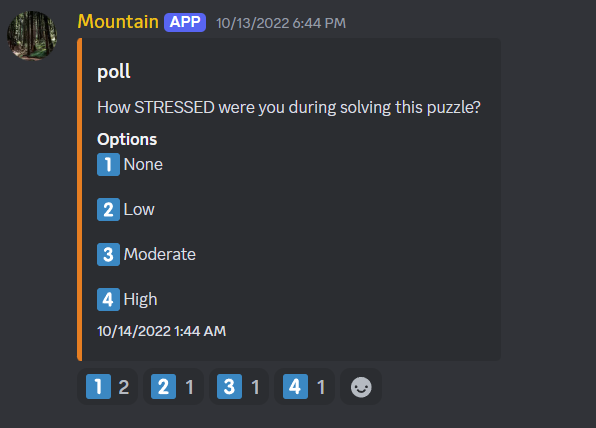 Mountain APP 10/13/2022 6:44 PM
poll
How STRESSED were you during solving this puzzle?
Options
1 None
2 Low
3 Moderate
4 High
10/14/2022 1:44 AM
1 2 2 1 3 1 4 1